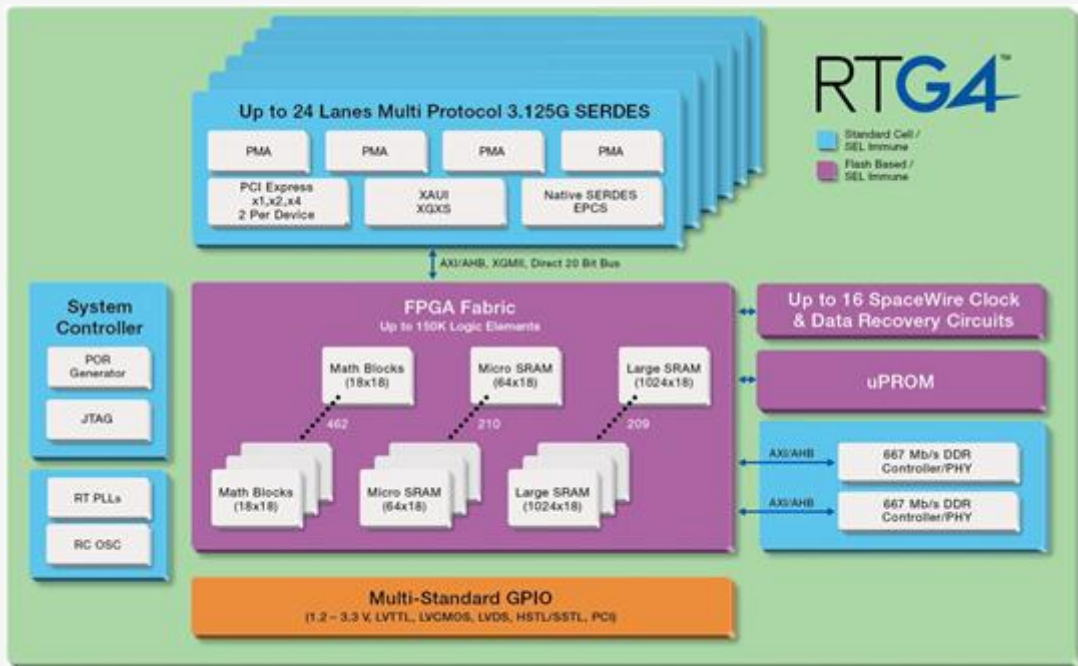 RTG4™
Standard Cell /
SEL Immune
Flash Based /
SEL Immune
Up to 24 Lanes Multi Protocol 3.125G SERDES
PMA
PMA
PMA
PMA
PCI Express
x1,x2,x4
2 Per Device
XAUI
XGXS
Native SERDES
EPCS
AXI/AHB, XGMII, Direct 20 Bit Bus
System
Controller
POR
Generator
JTAG
RT PLLs
RC OSC
FPGA Fabric
Up to 150K Logic Elements
Math Blocks
(18x18)
Micro SRAM
(64x18)
Large SRAM
(1024x18)
462
210
209
Math Blocks
(18x18)
Micro SRAM
(64x18)
Large SRAM
(1024x18)
Up to 16 SpaceWire Clock
& Data Recovery Circuits
uPROM
AXI/AHB
667 Mb/s DDR
Controller/PHY
AXI/AHB
667 Mb/s DDR
Controller/PHY
Multi-Standard GPIO
(1.2 – 3.3 V, LVTTL, LVCMOS, LVDS, HSTL/SSTL, PCI)